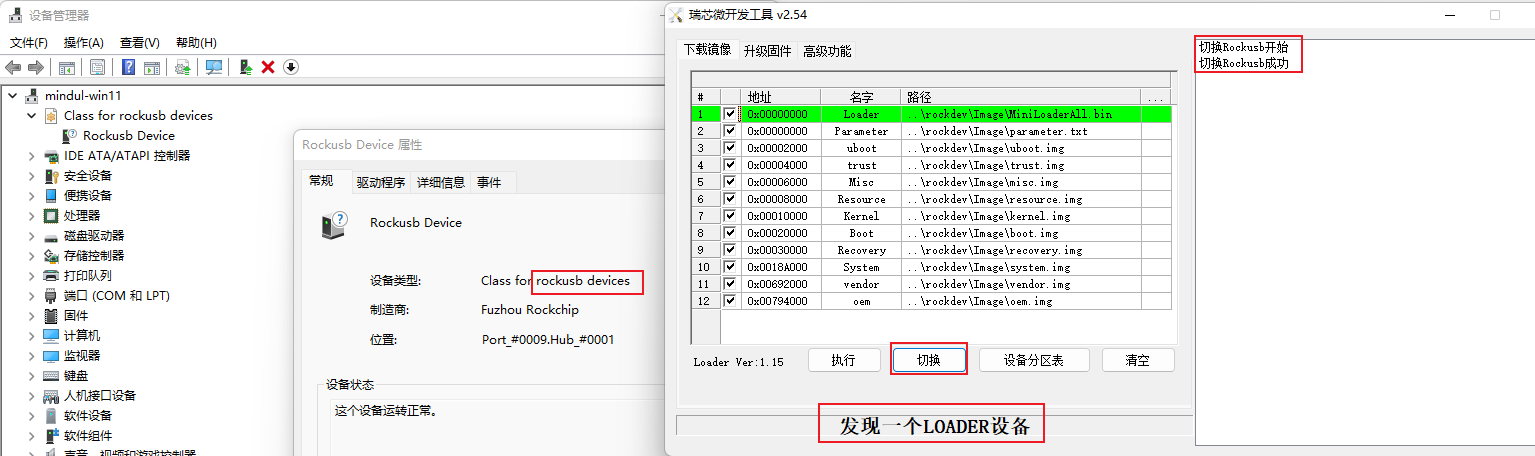 设备管理器
文件(F) 操作(A) 查看(V) 帮助(H)
mindul-win11
Class for rockusb devices
Rockusb Device
IDE ATA/ATAPI 控制器
安全设备
便携设备
处理器
磁盘驱动器
存储控制器
打印队列
端口 (COM 和 LPT)
固件
计算机
监视器
键盘
人机接口设备
软件设备
软件组件
声音、视频和游戏控制器
Rockusb Device 属性
常规 驱动程序 详细信息 事件
Rockusb Device
设备类型: Class for rockusb devices
制造商: Fuzhou Rockchip
位置: Port_#0009.Hub_#0001
设备状态
这个设备运转正常。
瑞芯微开发工具 v2.54
下载镜像 升级固件 高级功能
# 地址 名字 路径 ...
1 0x00000000 Loader ..\rockdev\Image\MiniLoaderAll.bin
2 0x00000000 Parameter ..\rockdev\Image\parameter.txt
3 0x00002000 uboot ..\rockdev\Image\uboot.img
4 0x00004000 trust ..\rockdev\Image\trust.img
5 0x00006000 Misc ..\rockdev\Image\misc.img
6 0x00008000 Resource ..\rockdev\Image\resource.img
7 0x00010000 Kernel ..\rockdev\Image\kernel.img
8 0x00020000 Boot ..\rockdev\Image\boot.img
9 0x00030000 Recovery ..\rockdev\Image\recovery.img
10 0x0018A000 System ..\rockdev\Image\system.img
11 0x00692000 vendor ..\rockdev\Image\vendor.img
12 0x00794000 oem ..\rockdev\Image\oem.img
Loader Ver:1.15 执行 切换 设备分区表 清空
发现一个LOADER设备
切换Rockusb开始
切换Rockusb成功